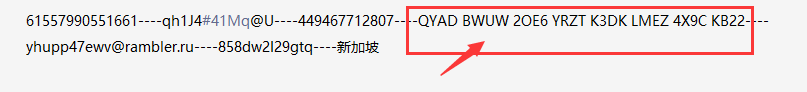 61557990551661----qh1J4#41Mq@U----449467712807----QYAD BWUW 2OE6 YRZT K3DK LMEZ 4X9C KB22----
yhupp47ewv@rambler.ru----858dw2l29gtq----新加坡